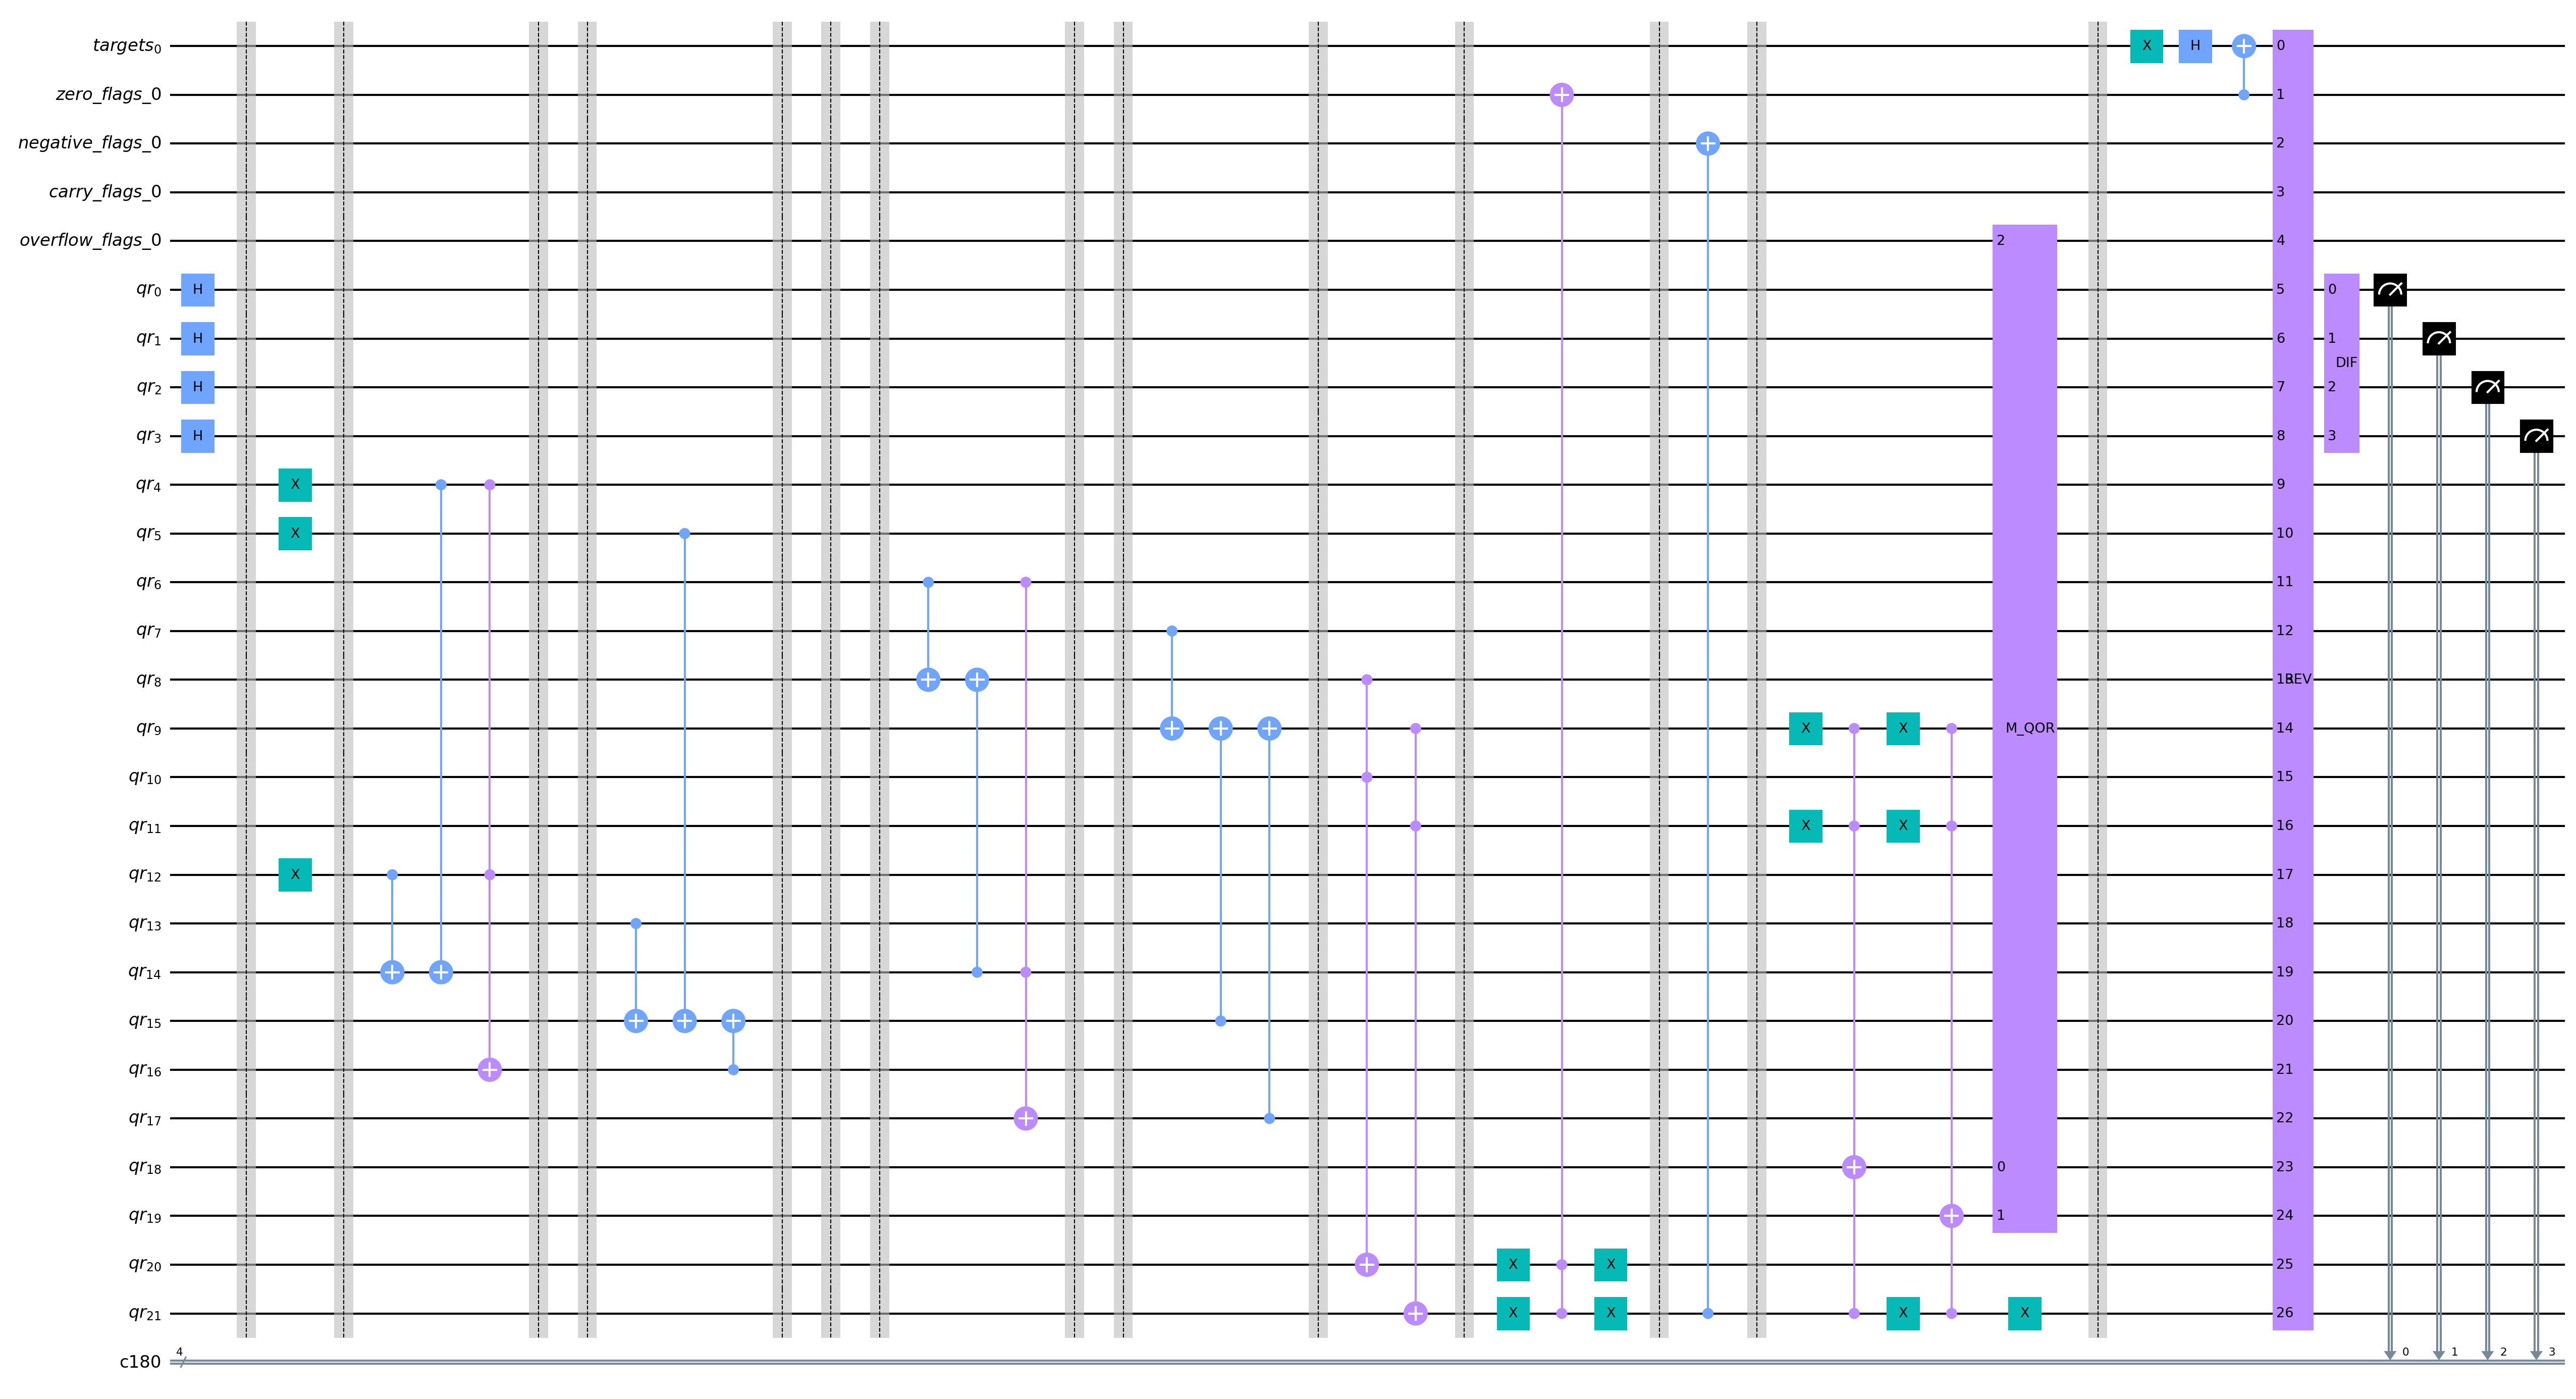 targets0 X H 0
zero_flags_0 1
negative_flags_0 2
carry_flags_0 3
overflow_flags_0 2 4
qr0 H 5 0
qr1 H 6 1
DIF
qr2 H 7 2
qr3 H 8 3
qr4 X 9
qr5 X 10
qr6 11
qr7 12
qr8 13 REV
qr9 X X M_QOR 14
qr10 15
qr11 X X 16
qr12 X 17
qr13 18
qr14 19
qr15 20
qr16 21
qr17 22
qr18 0 23
qr19 1 24
qr20 X X 25
qr21 X X X X 26
c180 4 0 1 2 3